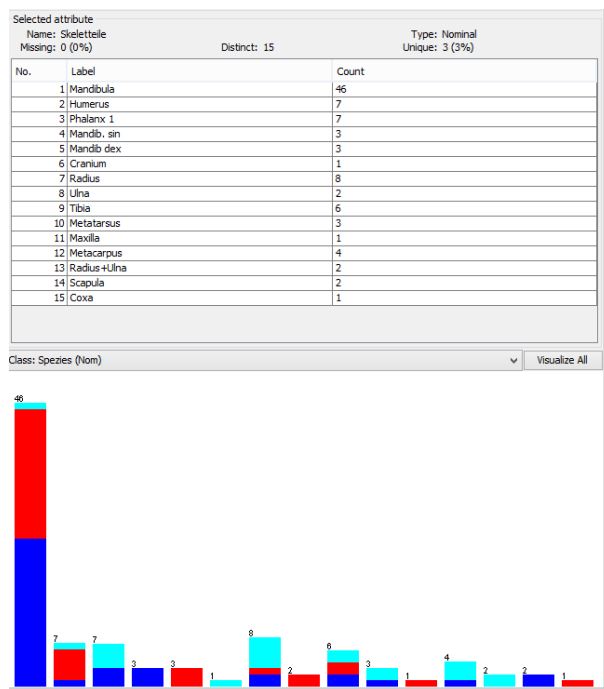 Selected attribute
Name: Skeletteile Type: Nominal
Missing: 0 (0%) Distinct: 15 Unique: 3 (3%)
No. Label Count
1 Mandibula 46
2 Humerus 7
3 Phalanx 1 7
4 Mandib. sin 3
5 Mandib dex 3
6 Cranium 1
7 Radius 8
8 Ulna 2
9 Tibia 6
10 Metatarsus 3
11 Maxilla 1
12 Metacarpus 4
13 Radius+Ulna 2
14 Scapula 2
15 Coxa 1
Class: Spezies (Nom) Visualize All
46
7 7 3 3 1 8 2 6 3 1 4 2 2 1